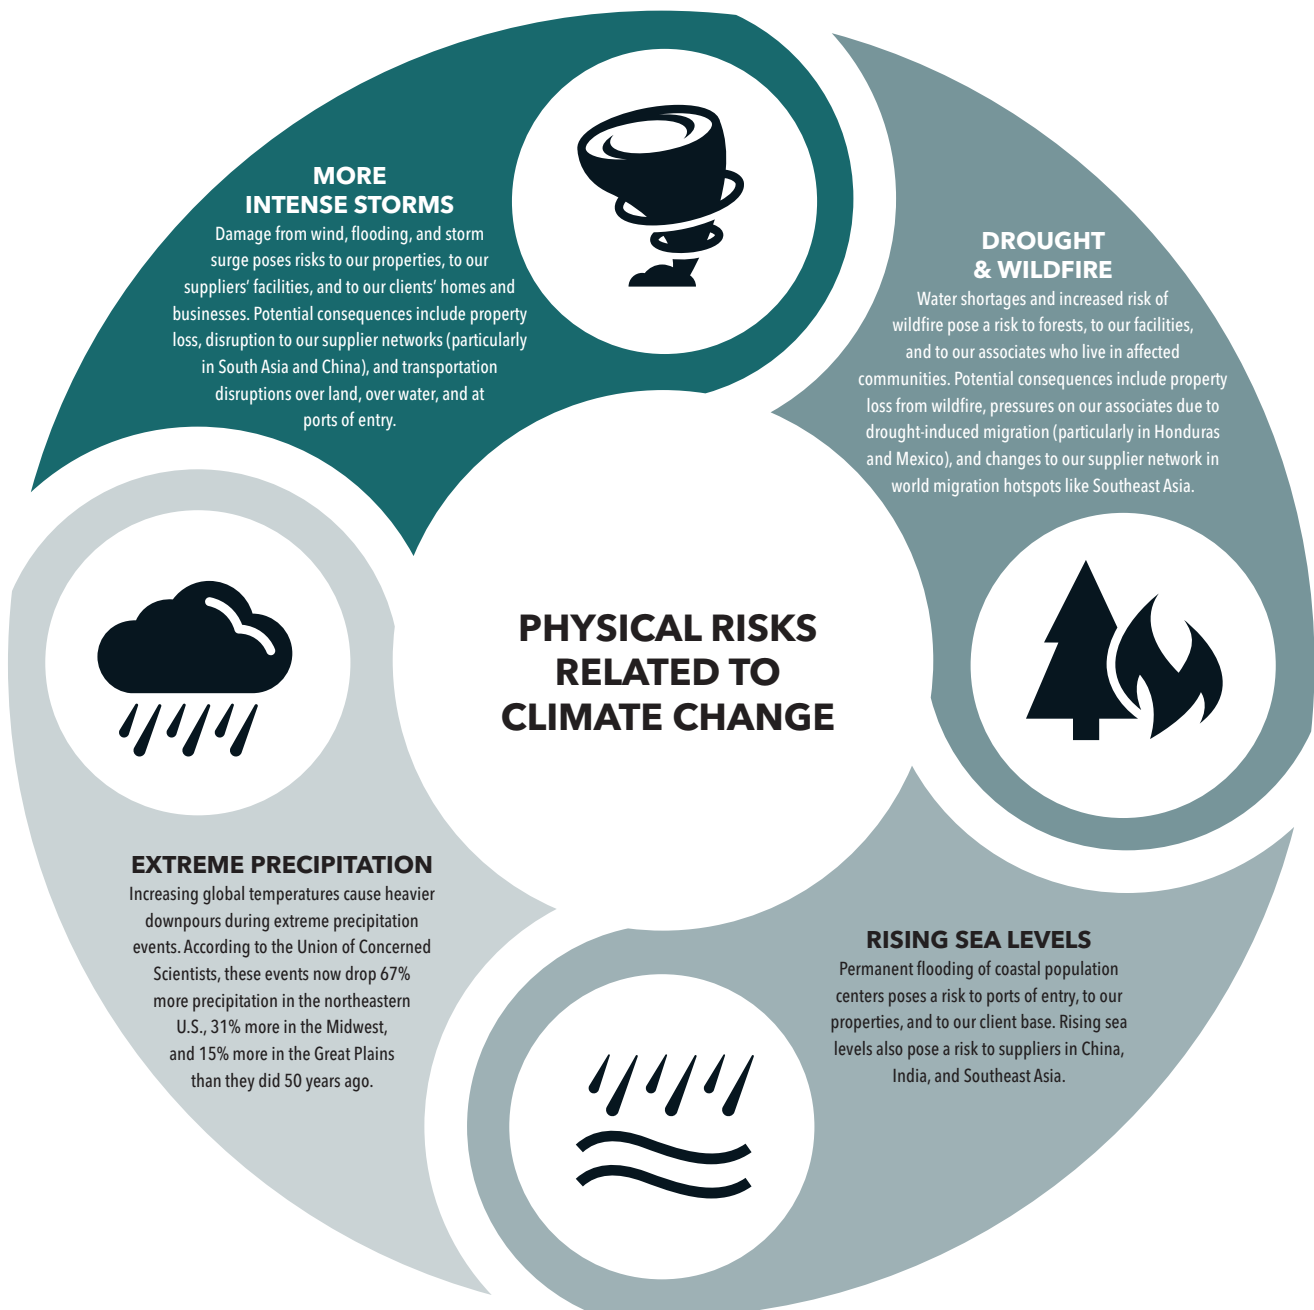 MORE
INTENSE STORMS
Damage from wind, flooding, and storm
surge poses risks to our properties, to our
suppliers’ facilities, and to our clients’ homes and
businesses. Potential consequences include property
loss, disruption to our supplier networks (particularly
in South Asia and China), and transportation
disruptions over land, over water, and at
ports of entry.
DROUGHT
& WILDFIRE
Water shortages and increased risk of
wildfire pose a risk to forests, to our facilities,
and to our associates who live in affected
communities. Potential consequences include property
loss from wildfire, pressures on our associates due to
drought-induced migration (particularly in Honduras
and Mexico), and changes to our supplier network in
world migration hotspots like Southeast Asia.
PHYSICAL RISKS
RELATED TO
CLIMATE CHANGE
EXTREME PRECIPITATION
Increasing global temperatures cause heavier
downpours during extreme precipitation
events. According to the Union of Concerned
Scientists, these events now drop 67%
more precipitation in the northeastern
U.S., 31% more in the Midwest,
and 15% more in the Great Plains
than they did 50 years ago.
RISING SEA LEVELS
Permanent flooding of coastal population
centers poses a risk to ports of entry, to our
properties, and to our client base. Rising sea
levels also pose a risk to suppliers in China,
India, and Southeast Asia.